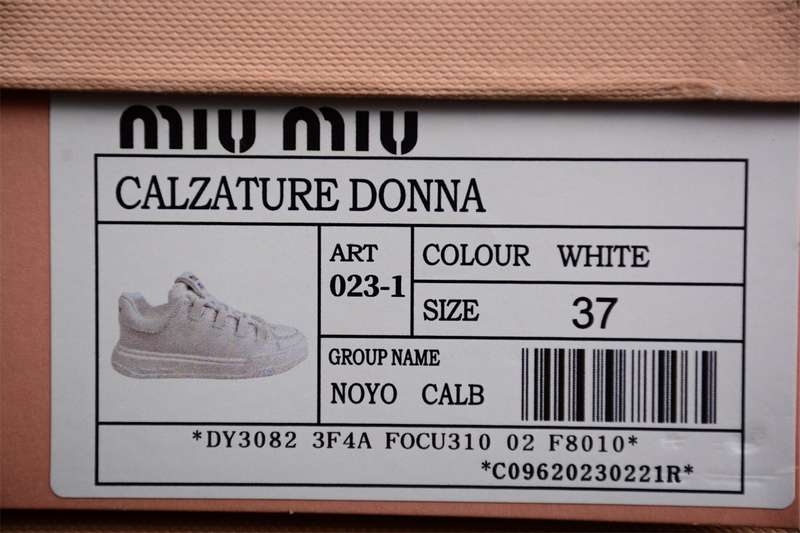 MIU MIU
CALZATURE DONNA
ART
023-1
COLOUR WHITE
SIZE 37
GROUP NAME
NOYO CALB
*DY3082 3F4A FOCU310 02 F8010*
*C09620230221R*